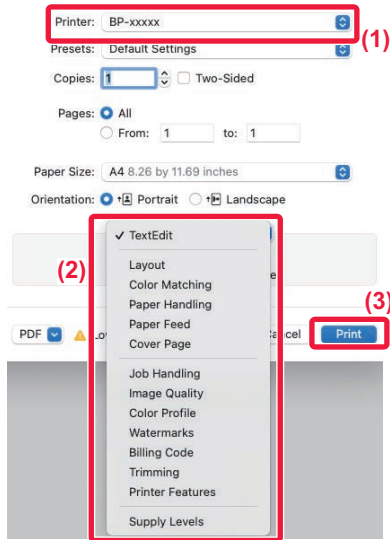 Printer: BP-xxxxx
(1)
Presets: Default Settings
Copies: 1 Two-Sided
Pages: All
From: 1 to: 1
Paper Size: A4 8.26 by 11.69 inches
Orientation: Portrait Landscape
✓ TextEdit
(2)
Layout
Color Matching
Paper Handling
Paper Feed
Cover Page
(3)
PDF Print
Job Handling
Image Quality
Color Profile
Watermarks
Billing Code
Trimming
Printer Features
Supply Levels